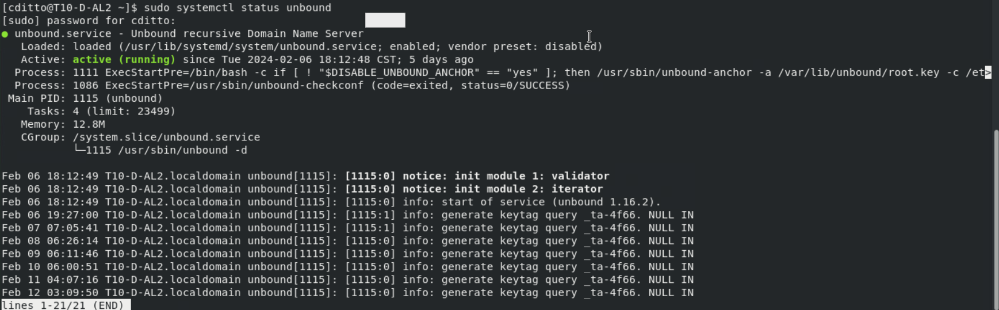 [cditto@T10-D-AL2 ~]$ sudo systemctl status unbound
[sudo] password for cditto:
● unbound.service - Unbound recursive Domain Name Server
   Loaded: loaded (/usr/lib/systemd/system/unbound.service; enabled; vendor preset: disabled)
   Active: active (running) since Tue 2024-02-06 18:12:48 CST; 5 days ago
  Process: 1111 ExecStartPre=/bin/bash -c if [ ! "$DISABLE_UNBOUND_ANCHOR" == "yes" ]; then /usr/sbin/unbound-anchor -a /var/lib/unbound/root.key -c /et>
  Process: 1086 ExecStartPre=/usr/sbin/unbound-checkconf (code=exited, status=0/SUCCESS)
 Main PID: 1115 (unbound)
    Tasks: 4 (limit: 23499)
   Memory: 12.8M
   CGroup: /system.slice/unbound.service
           └─1115 /usr/sbin/unbound -d
Feb 06 18:12:49 T10-D-AL2.localdomain unbound[1115]: [1115:0] notice: init module 1: validator
Feb 06 18:12:49 T10-D-AL2.localdomain unbound[1115]: [1115:0] notice: init module 2: iterator
Feb 06 18:12:49 T10-D-AL2.localdomain unbound[1115]: [1115:0] info: start of service (unbound 1.16.2).
Feb 06 19:27:00 T10-D-AL2.localdomain unbound[1115]: [1115:1] info: generate keytag query _ta-4f66. NULL IN
Feb 07 07:05:41 T10-D-AL2.localdomain unbound[1115]: [1115:1] info: generate keytag query _ta-4f66. NULL IN
Feb 08 06:26:14 T10-D-AL2.localdomain unbound[1115]: [1115:0] info: generate keytag query _ta-4f66. NULL IN
Feb 09 06:11:46 T10-D-AL2.localdomain unbound[1115]: [1115:0] info: generate keytag query _ta-4f66. NULL IN
Feb 10 06:00:51 T10-D-AL2.localdomain unbound[1115]: [1115:0] info: generate keytag query _ta-4f66. NULL IN
Feb 11 04:07:16 T10-D-AL2.localdomain unbound[1115]: [1115:0] info: generate keytag query _ta-4f66. NULL IN
Feb 12 03:09:50 T10-D-AL2.localdomain unbound[1115]: [1115:0] info: generate keytag query _ta-4f66. NULL IN
lines 1-21/21 (END)